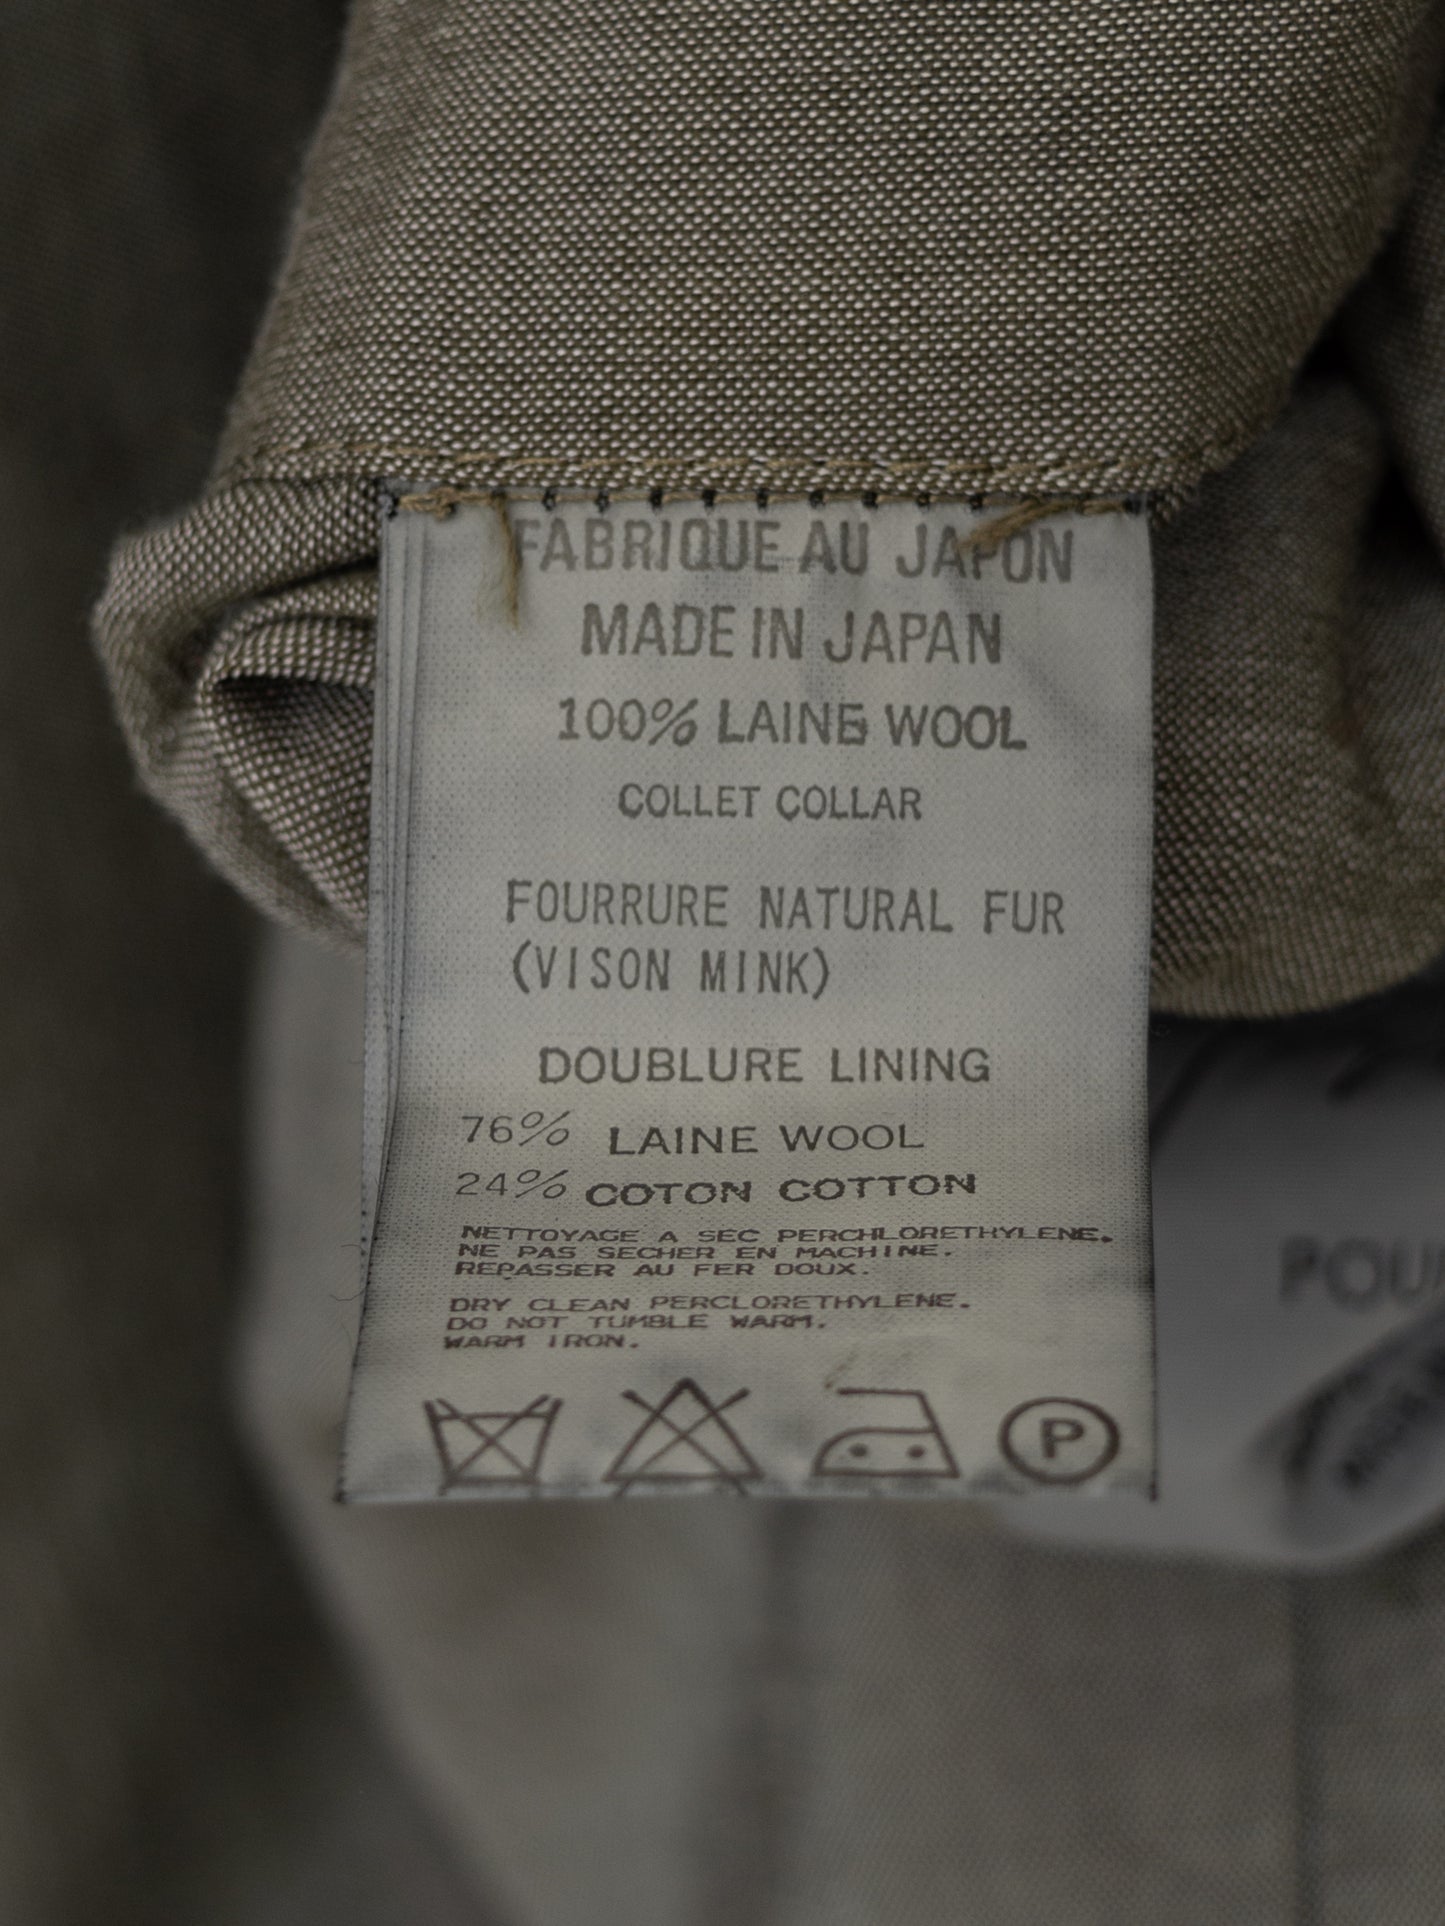 FABRIQUE AU JAPON
MADE IN JAPAN
100% LAINE WOOL
COLLET COLLAR
FOURRURE NATURAL FUR
(VISON MINK)
DOUBLURE LINING
76% LAINE WOOL
24% COTON COTTON
NETTOYAGE A SEC PERCHLORETHYLENE.
NE PAS SECHER EN MACHINE.
REPASSER AU FER DOUX.
DRY CLEAN PERCLORETHYLENE.
DO NOT TUMBLE WARM.
WARM IRON.
P
POU